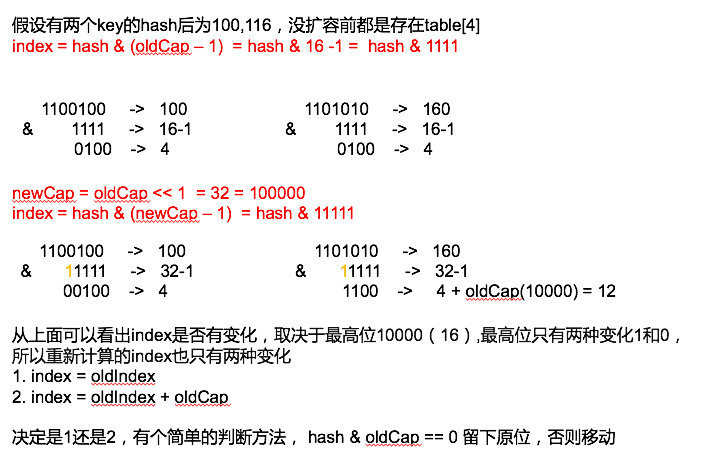 假设有两个key的hash后为100,116，没扩容前都是存在table[4]
index = hash & (oldCap – 1)  = hash & 16 -1 =  hash & 1111
1100100 -> 100 1101010 -> 160
& 1111 -> 16-1 & 1111 -> 16-1
0100 -> 4 0100 -> 4
newCap = oldCap << 1  = 32 = 100000
index = hash & (newCap – 1)  = hash & 11111
1100100 -> 100 1101010 -> 160
& 11111 -> 32-1 & 11111 -> 32-1
00100 -> 4 1100 -> 4 + oldCap(10000) = 12
从上面可以看出index是否有变化，取决于最高位10000（16）,最高位只有两种变化1和0，
所以重新计算的index也只有两种变化
1. index = oldIndex
2. index = oldIndex + oldCap
决定是1还是2，有个简单的判断方法， hash & oldCap == 0 留下原位，否则移动